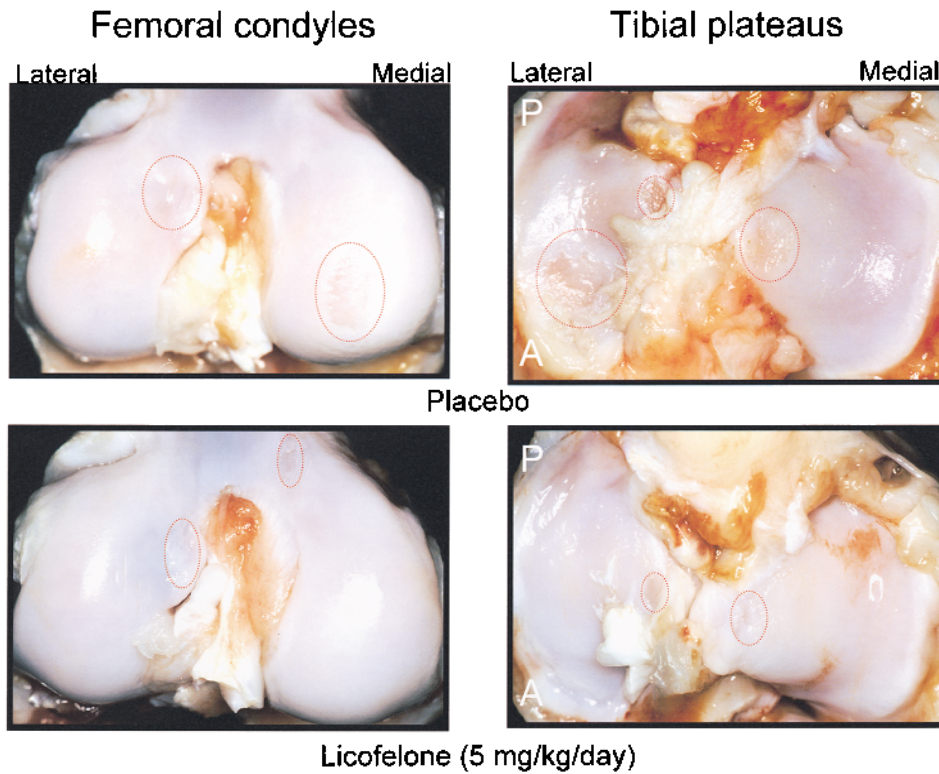 Femoral condyles
Tibial plateaus
Lateral
Medial
Lateral
Medial
P
A
Placebo
P
A
Licofelone (5 mg/kg/day)